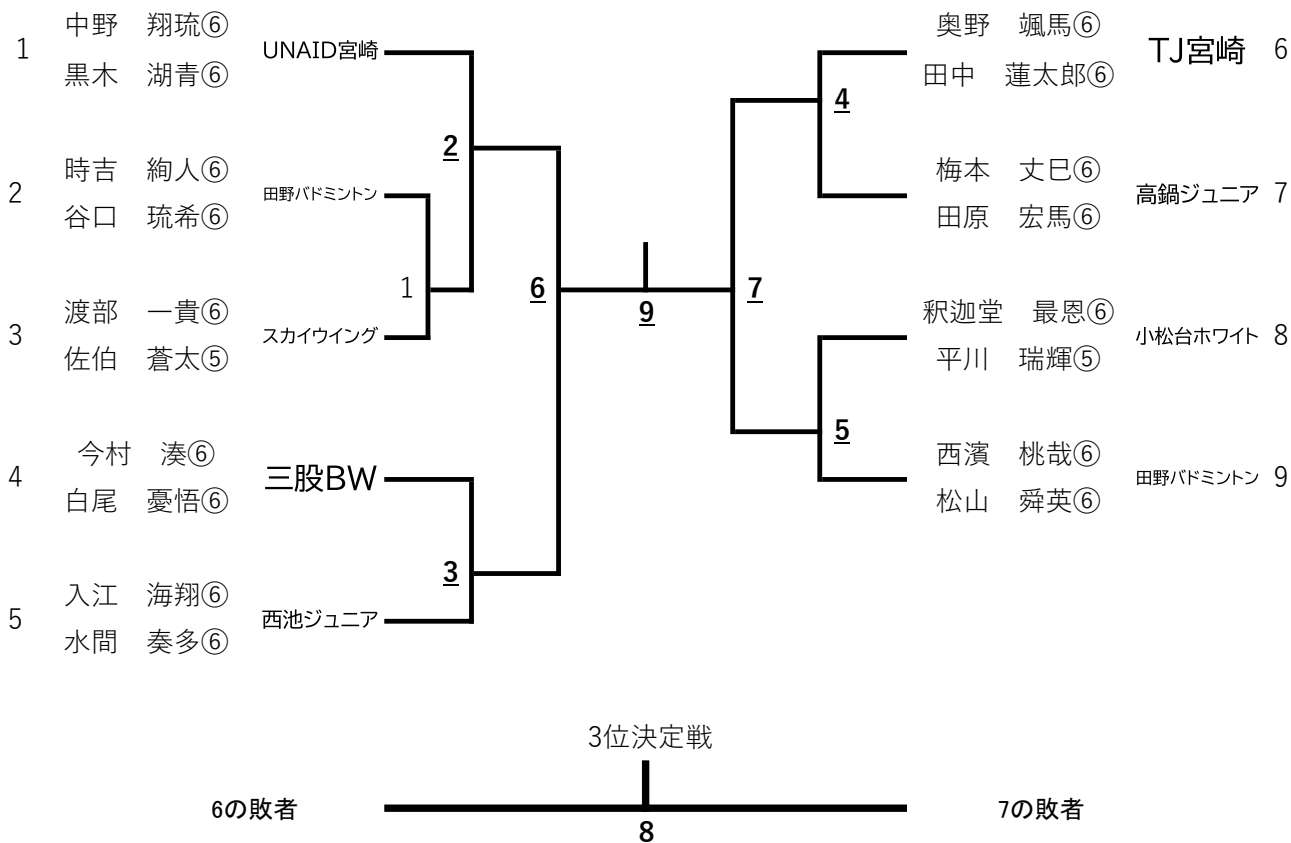 中野　翔琉⑥
1
UNAID宮崎
黒木　湖青⑥
2
時吉　絢人⑥
2
田野バドミントン
谷口　琉希⑥
1
渡部　一貴⑥
3
スカイウイング
佐伯　蒼太⑤
6
今村　湊⑥
4
三股BW
白尾　憂悟⑥
3
入江　海翔⑥
5
西池ジュニア
水間　奏多⑥
9
奥野　颯馬⑥
TJ宮崎 6
田中　蓮太郎⑥
4
梅本　丈巳⑥
高鍋ジュニア 7
田原　宏馬⑥
7
釈迦堂　最恩⑥
小松台ホワイト 8
平川　瑞輝⑤
5
西濱　桃哉⑥
田野バドミントン 9
松山　舜英⑥
3位決定戦
6の敗者
7の敗者
8